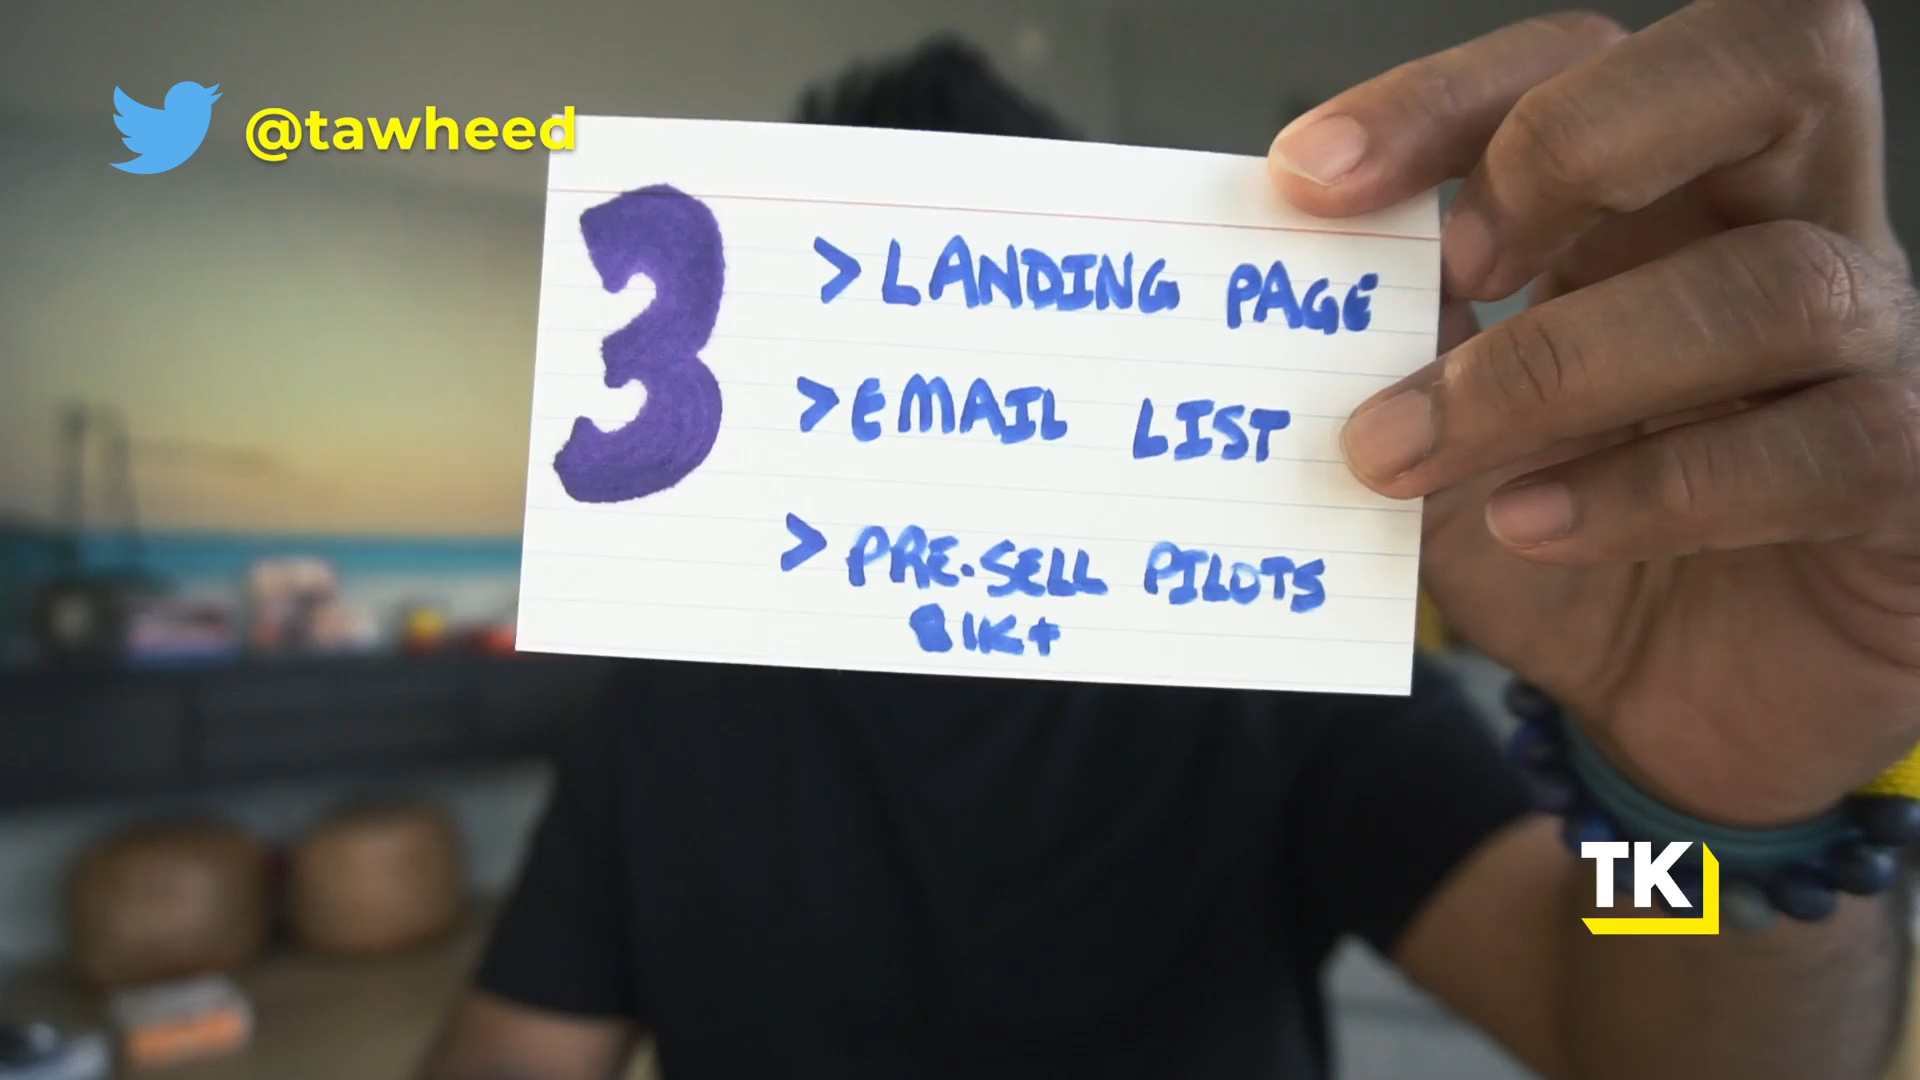 @tawheed
3
> LANDING PAGE
> EMAIL LIST
> PRE-SELL PILOTS
$1K+
TK